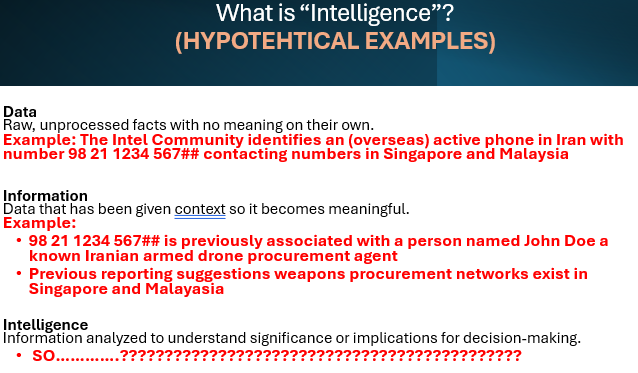 What is “Intelligence”?
(HYPOTEHTICAL EXAMPLES)
Data
Raw, unprocessed facts with no meaning on their own.
Example: The Intel Community identifies an (overseas) active phone in Iran with
number 98 21 1234 567## contacting numbers in Singapore and Malaysia
Information
Data that has been given context so it becomes meaningful.
Example:
• 98 21 1234 567## is previously associated with a person named John Doe a
known Iranian armed drone procurement agent
• Previous reporting suggestions weapons procurement networks exist in
Singapore and Malayasia
Intelligence
Information analyzed to understand significance or implications for decision-making.
• SO………….?????????????????????????????????????????????